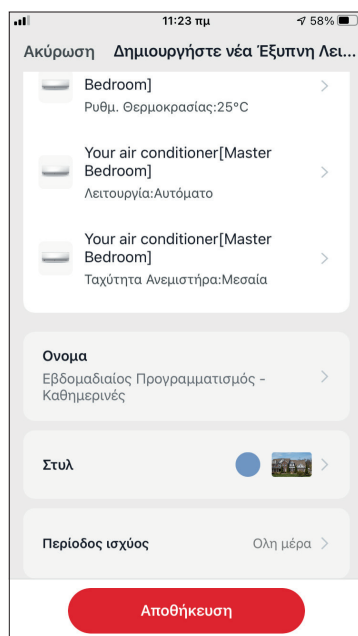 11:23 πμ
58%
Ακύρωση Δημιουργήστε νέα Έξυπνη Λει...
Bedroom]
Ρυθμ. Θερμοκρασίας:25°C
Your air conditioner[Master
Bedroom]
Λειτουργία:Αυτόματο
Your air conditioner[Master
Bedroom]
Ταχύτητα Ανεμιστήρα:Μεσαία
Ονομα
Εβδομαδιαίος Προγραμματισμός -
Καθημερινές
Στυλ
Περίοδος ισχύος Ολη μέρα
Αποθήκευση